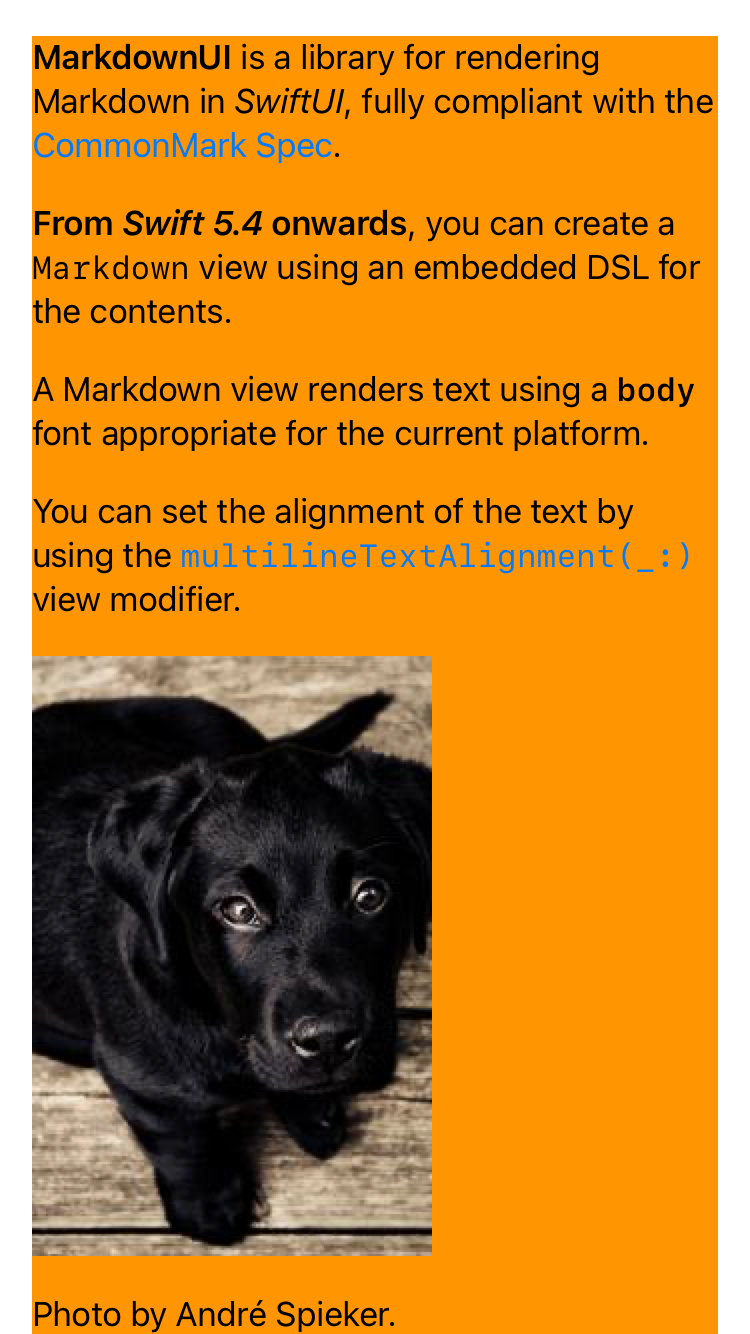 MarkdownUI is a library for rendering
Markdown in SwiftUI, fully compliant with the
CommonMark Spec.
From Swift 5.4 onwards, you can create a
Markdown view using an embedded DSL for
the contents.
A Markdown view renders text using a body
font appropriate for the current platform.
You can set the alignment of the text by
using the multilineTextAlignment(_:)
view modifier.
Photo by André Spieker.